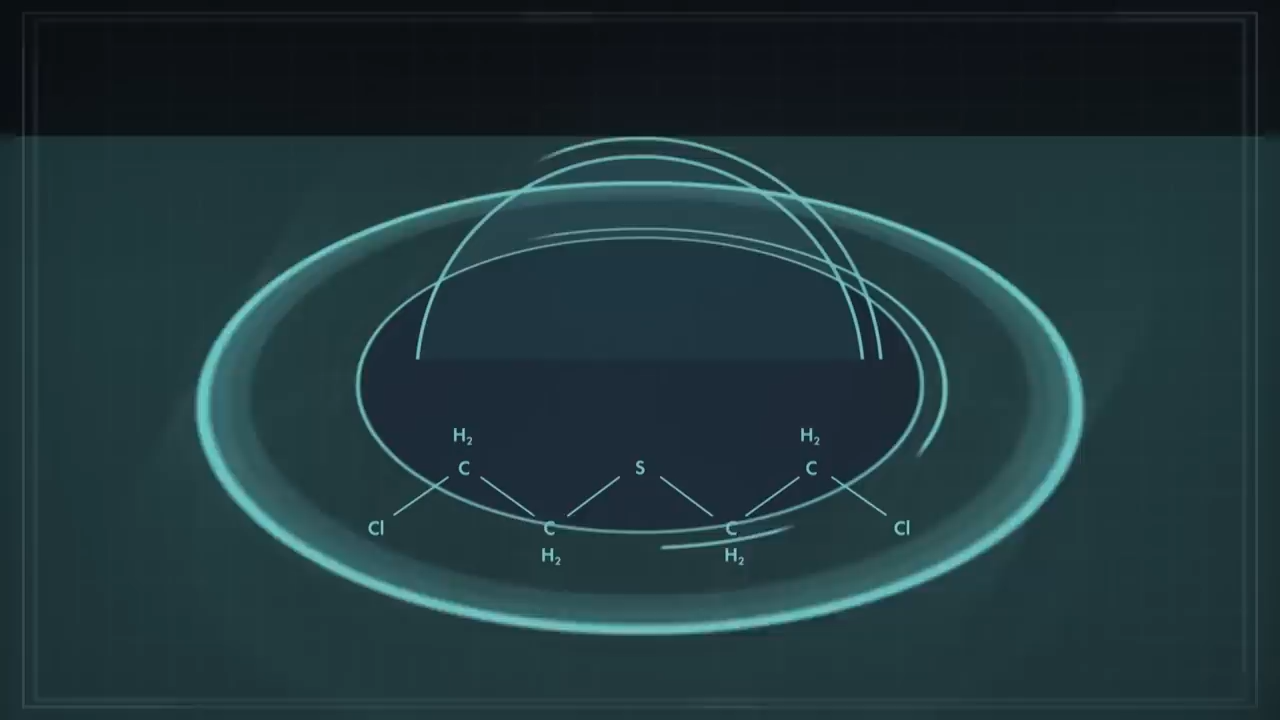 H₂ H₂
C S C
Cl C C Cl
H₂ H₂